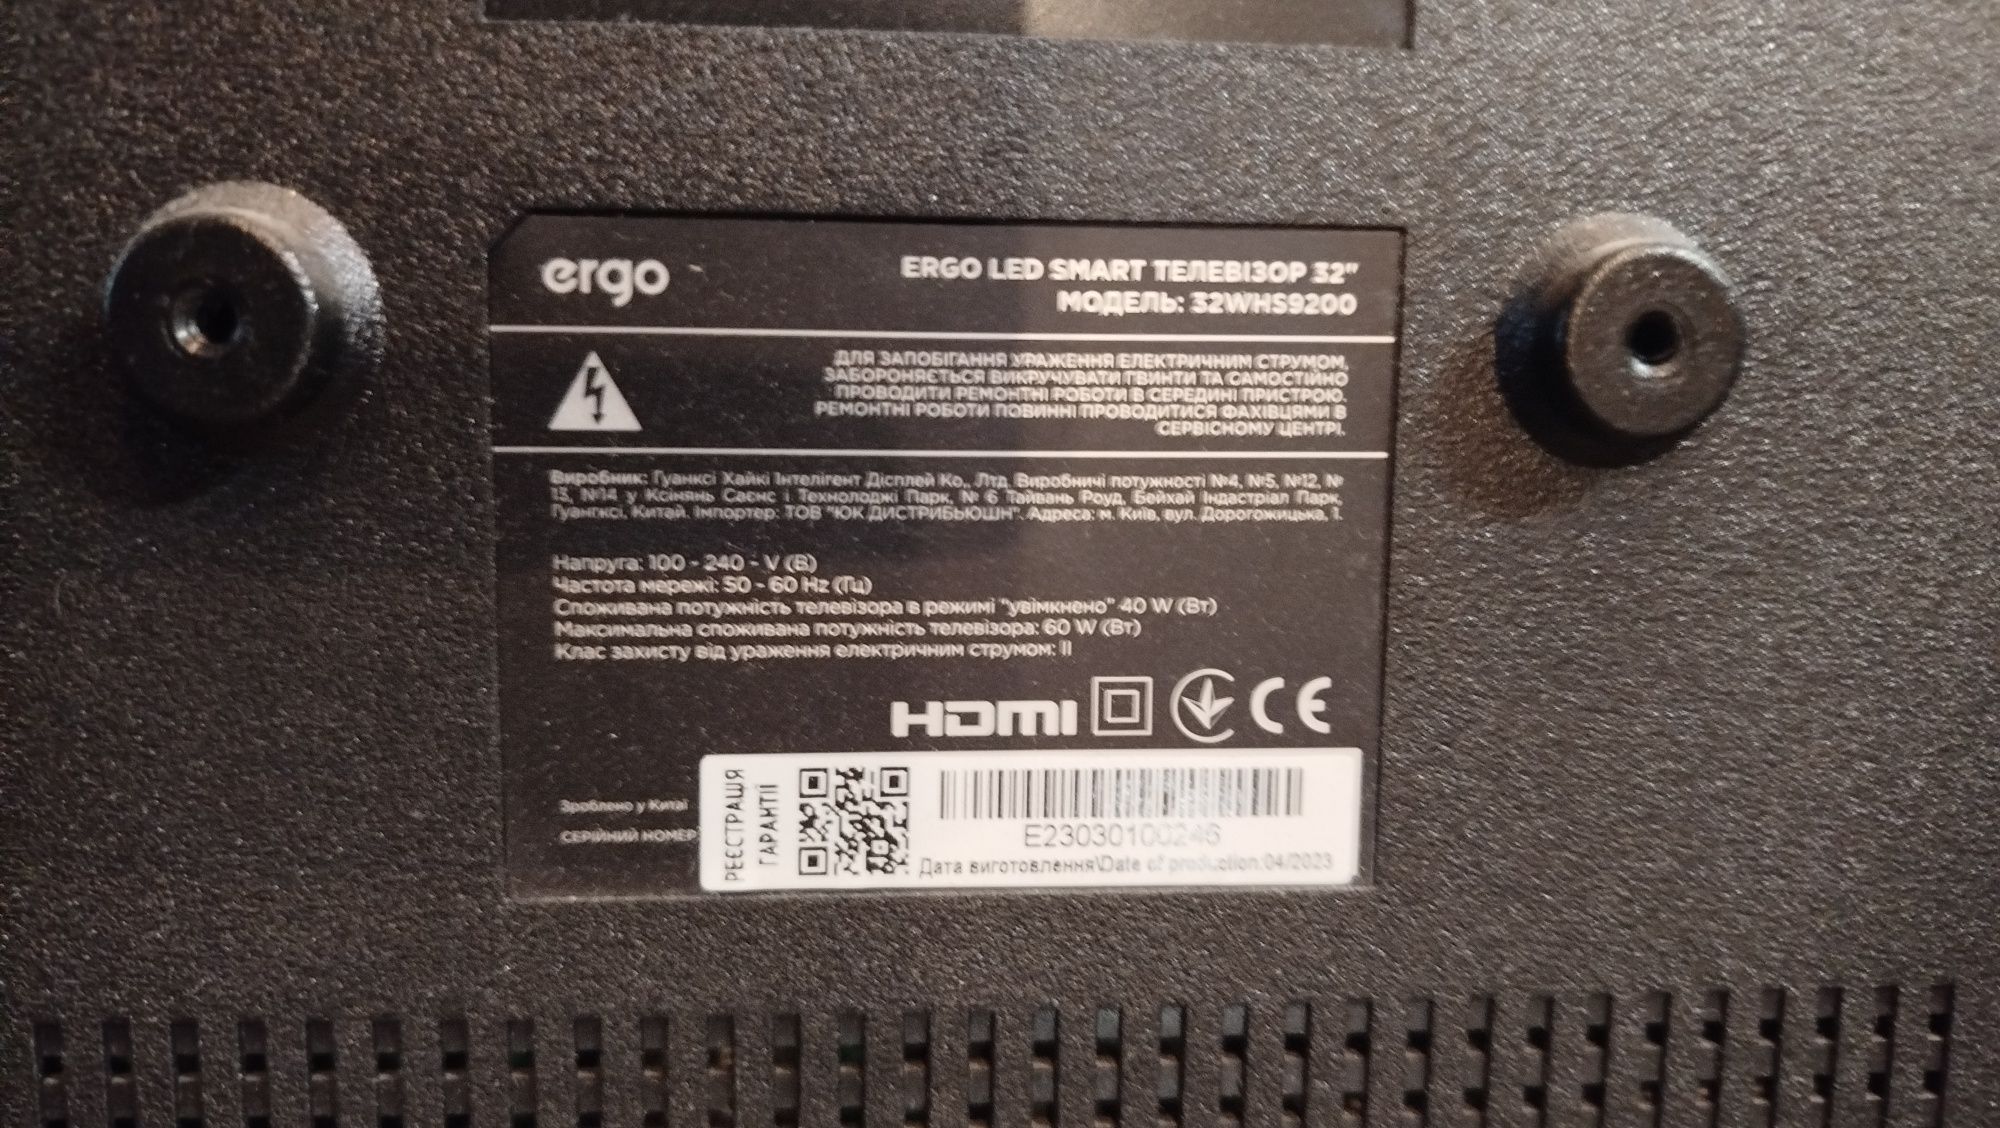 ergo
ERGO LED SMART ТЕЛЕВІЗОР 32"
МОДЕЛЬ: 32WHS9200
ДЛЯ ЗАПОБІГАННЯ УРАЖЕННЯ ЕЛЕКТРИЧНИМ СТРУМОМ,
ЗАБОРОНЯЄТЬСЯ ВИКРУЧУВАТИ ГВИНТИ ТА САМОСТІЙНО
ПРОВОДИТИ РЕМОНТНІ РОБОТИ В СЕРЕДИНІ ПРИСТРОЮ.
РЕМОНТНІ РОБОТИ ПОВИННІ ПРОВОДИТИСЯ ФАХІВЦЯМИ В
СЕРВІСНОМУ ЦЕНТРІ.
Виробник: Гуанксі Хайкі Інтелігент Дісплей Ко., Лтд. Виробничі потужності №4, №5, №12, №
13, №14 у Ксінянь Саєнс і Технолоджі Парк, № 6 Тайвань Роуд, Бейхай Індастріал Парк,
Гуангксі, Китай. Імпортер: ТОВ "ЮК ДИСТРИБЬЮШН". Адреса: м. Київ, вул. Дорогожицька, 1.
Напруга: 100 - 240 - V (В)
Частота мережі: 50 - 60 Hz (Гц)
Споживана потужність телевізора в режимі "увімкнено" 40 W (Вт)
Максимальна споживана потужність телевізора: 60 W (Вт)
Клас захисту від ураження електричним струмом: II
HDMI CE
Зроблено у Китаї
СЕРІЙНИЙ НОМЕР
РЕЄСТРАЦІЯ
ГАРАНТІЇ
E23030100246
Дата виготовлення\Date of production:04/2023